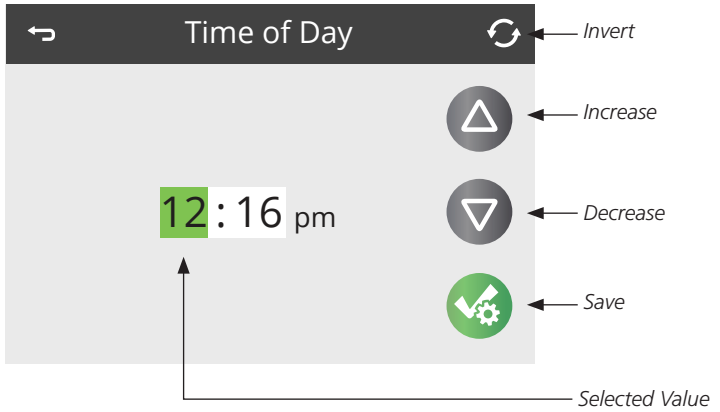 Time of Day
Invert
Increase
12 : 16 pm
Decrease
Save
Selected Value